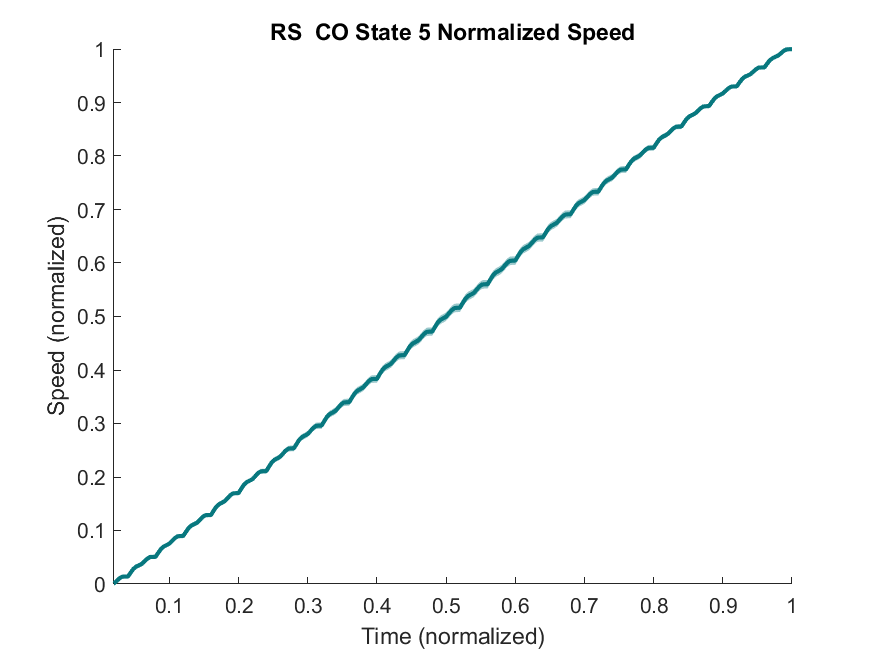 RS  CO State 5 Normalized Speed
1
0.9
0.8
0.7
0.6
0.5
0.4
0.3
0.2
0.1
0
Speed (normalized)
0.1 0.2 0.3 0.4 0.5 0.6 0.7 0.8 0.9 1
Time (normalized)